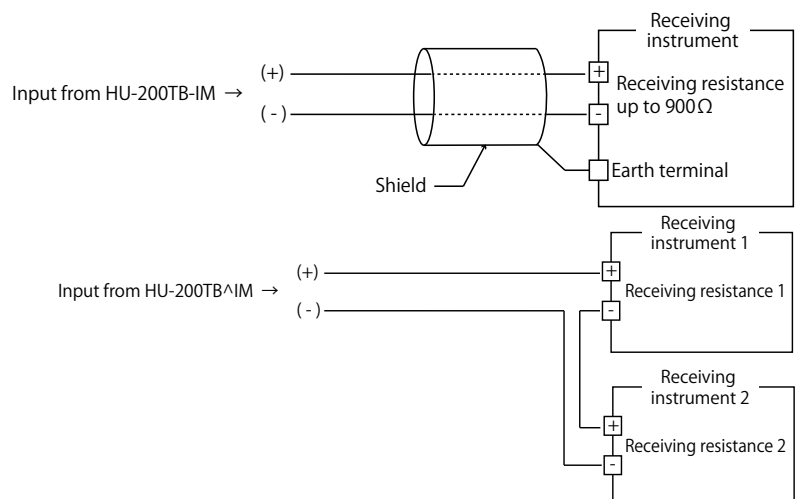 Receiving
instrument
(+)
+
Input from HU-200TB-IM →
Receiving resistance
up to 900Ω
(-)
-
Shield
Earth terminal
Receiving
instrument 1
(+)
+
Input from HU-200TB^IM →
Receiving resistance 1
(-)
-
Receiving
instrument 2
+
Receiving resistance 2
-